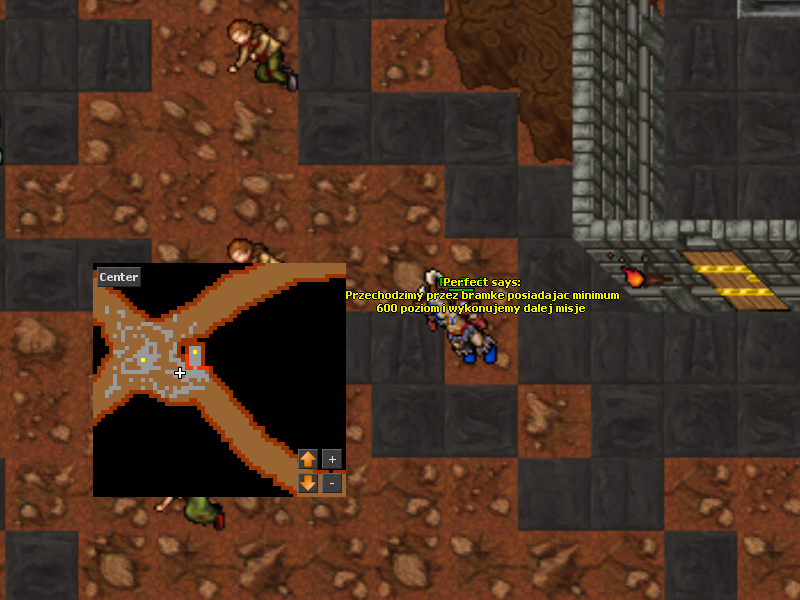 Center
Perfect says:
Przechodzimy przez bramke posiadajac minimum
600 poziom i wykonujemy dalej misje
+
-